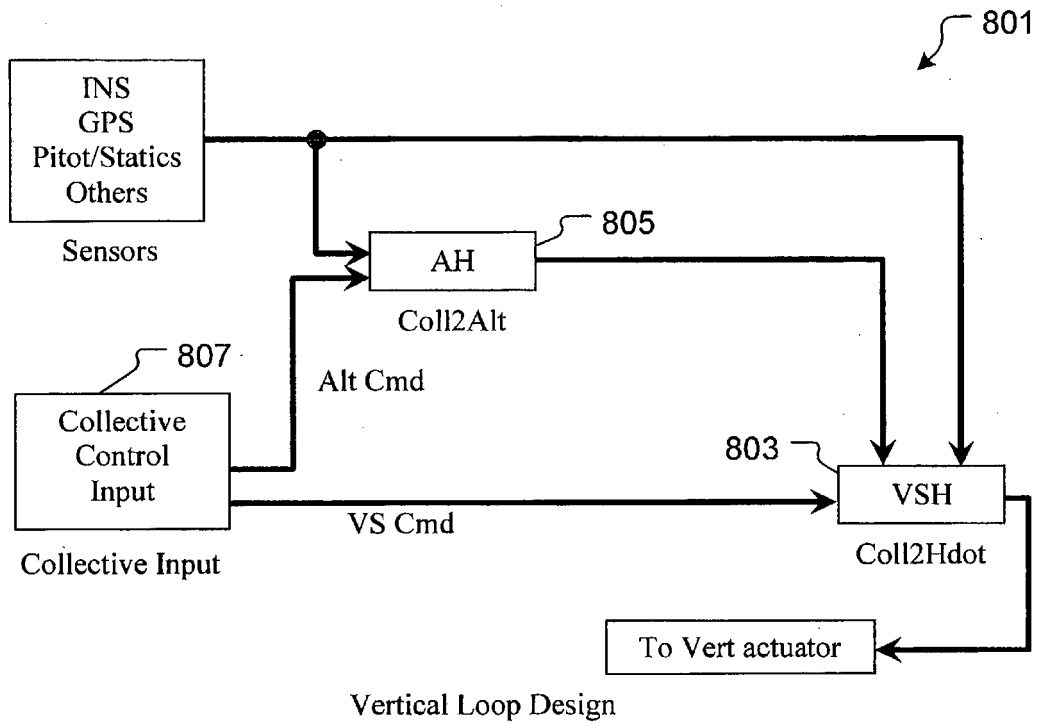 801
INS
GPS
Pitot/Statics
Others
Sensors
805
AH
Coll2Alt
807
Alt Cmd
Collective
Control
Input
803
VSH
VS Cmd
Coll2Hdot
Collective Input
To Vert actuator
Vertical Loop Design